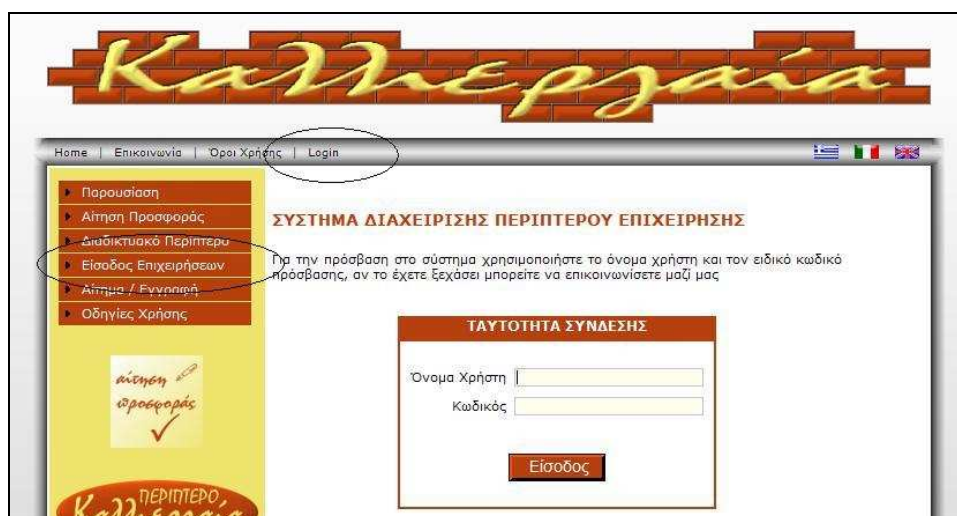 Καλλιεργαία
Home | Επικοινωνία | Όροι Χρήσης | Login
Παρουσίαση
Αίτηση Προσφοράς
Διαδικτυακό Περίπτερο
Είσοδος Επιχειρήσεων
Αίτημα / Εγγραφή
Οδηγίες Χρήσης
αίτηση
προσφοράς
ΠΕΡΙΠΤΕΡΟ
Καλλιεργαία
ΣΥΣΤΗΜΑ ΔΙΑΧΕΙΡΙΣΗΣ ΠΕΡΙΠΤΕΡΟΥ ΕΠΙΧΕΙΡΗΣΗΣ
Για την πρόσβαση στο σύστημα χρησιμοποιήστε το όνομα χρήστη και τον ειδικό κωδικό
πρόσβασης, αν το έχετε ξεχάσει μπορείτε να επικοινωνίσετε μαζί μας
ΤΑΥΤΟΤΗΤΑ ΣΥΝΔΕΣΗΣ
Όνομα Χρήστη
Κωδικός
Είσοδος